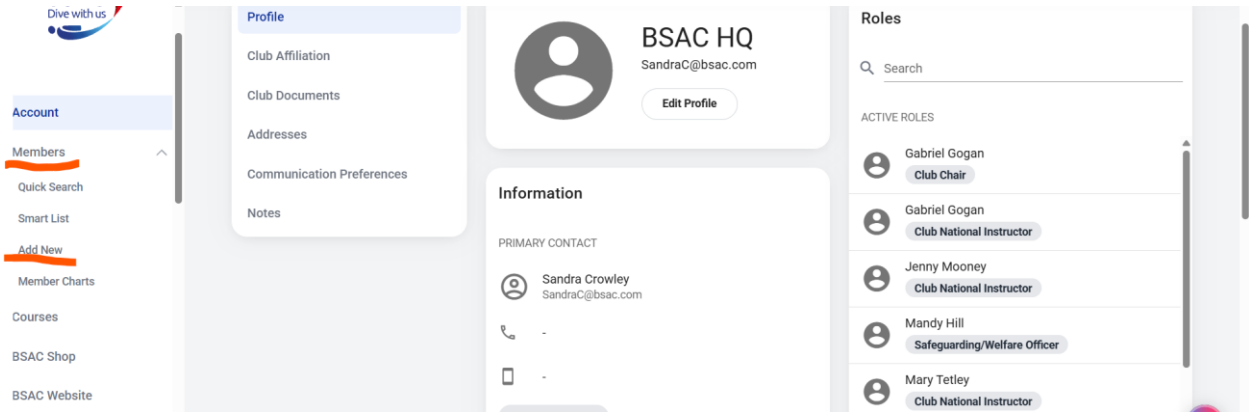 Dive with us
Account
Members
Quick Search
Smart List
Add New
Member Charts
Courses
BSAC Shop
BSAC Website
Profile
Club Affiliation
Club Documents
Addresses
Communication Preferences
Notes
BSAC HQ
SandraC@bsac.com
Edit Profile
Information
PRIMARY CONTACT
Sandra Crowley
SandraC@bsac.com
-
-
Roles
Search
ACTIVE ROLES
Gabriel Gogan
Club Chair
Gabriel Gogan
Club National Instructor
Jenny Mooney
Club National Instructor
Mandy Hill
Safeguarding/Welfare Officer
Mary Tetley
Club National Instructor